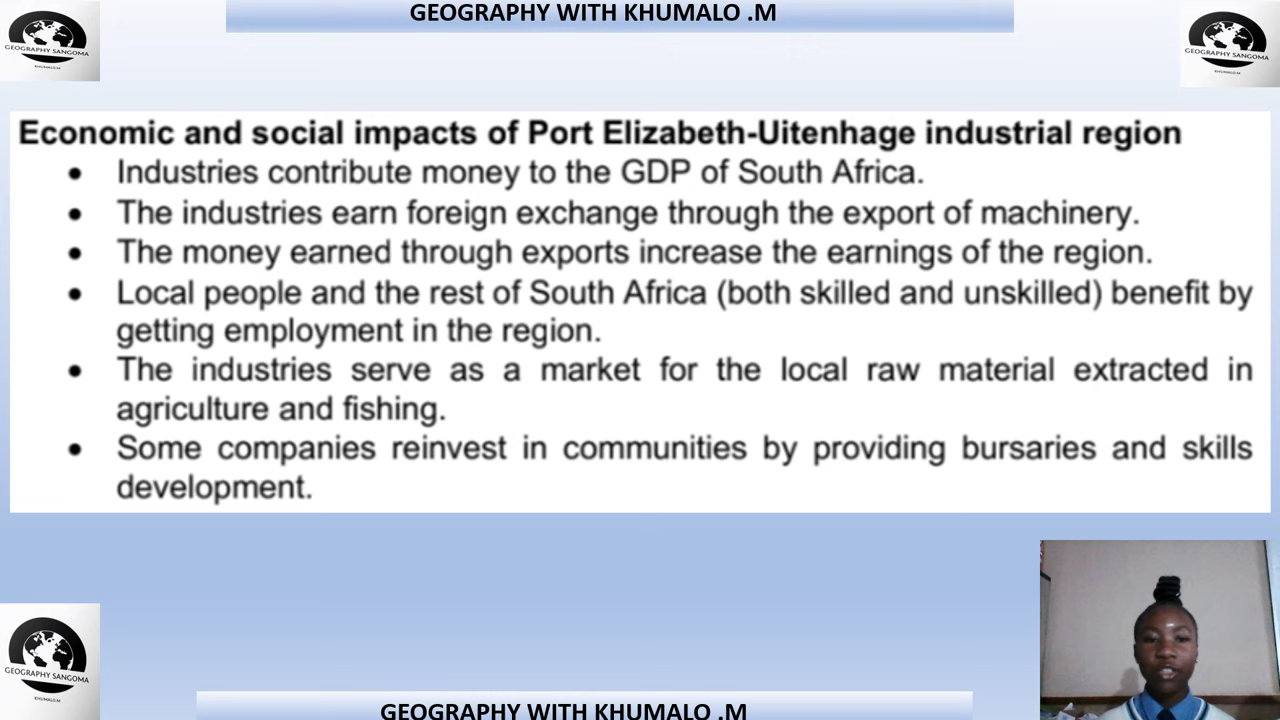 GEOGRAPHY WITH KHUMALO .M
GEOGRAPHY SANGOMA
KHUMALO.M
GEOGRAPHY SANGOMA
KHUMALO.M
Economic and social impacts of Port Elizabeth-Uitenhage industrial region
• Industries contribute money to the GDP of South Africa.
• The industries earn foreign exchange through the export of machinery.
• The money earned through exports increase the earnings of the region.
• Local people and the rest of South Africa (both skilled and unskilled) benefit by
getting employment in the region.
• The industries serve as a market for the local raw material extracted in
agriculture and fishing.
• Some companies reinvest in communities by providing bursaries and skills
development.
GEOGRAPHY SANGOMA
KHUMALO.M
GEOGRAPHY WITH KHUMALO .M